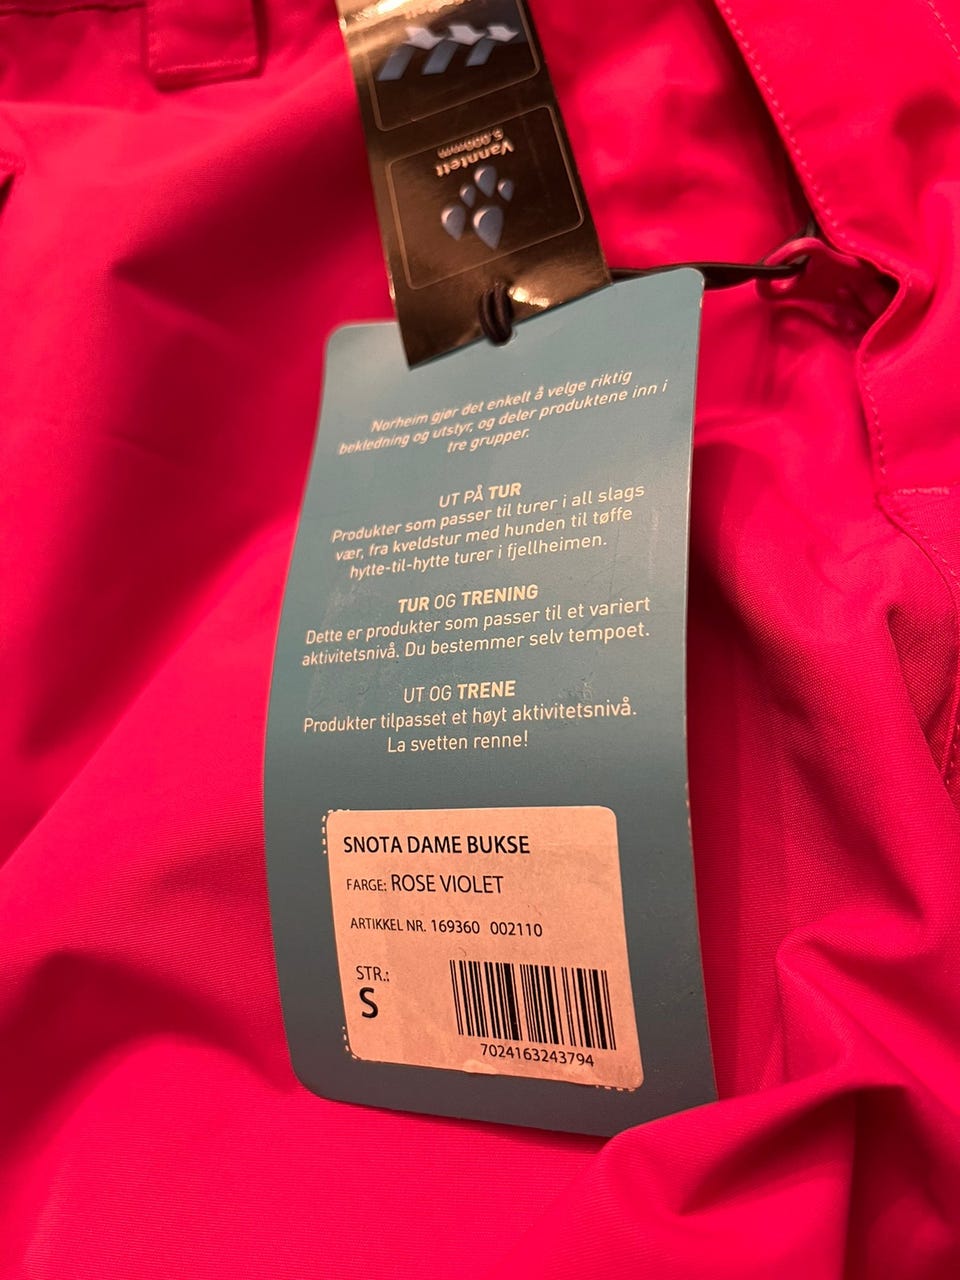 Vanntett
5.000mm
Norheim gjør det enkelt å velge riktig
bekledning og utstyr, og deler produktene inn i
tre grupper.
UT PÅ TUR
Produkter som passer til turer i all slags
vær, fra kveldstur med hunden til tøffe
hytte-til-hytte turer i fjellheimen.
TUR OG TRENING
Dette er produkter som passer til et variert
aktivitetsnivå. Du bestemmer selv tempoet.
UT OG TRENE
Produkter tilpasset et høyt aktivitetsnivå.
La svetten renne!
SNOTA DAME BUKSE
FARGE: ROSE VIOLET
ARTIKKEL NR. 169360 002110
STR.:
S
7024163243794